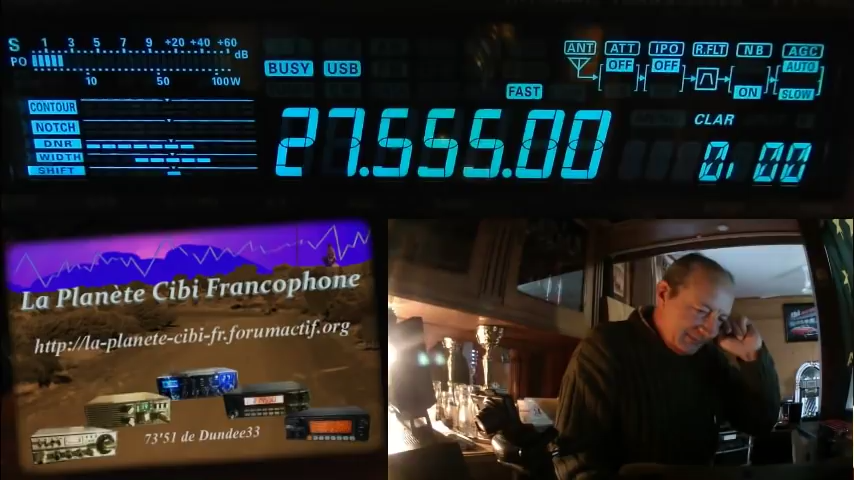 S 1 3 5 7 9 +20 +40 +60 dB
PO 10 50 100W
BUSY USB
FAST
ANT ATT IPO R.FLT NB AGC
OFF OFF AUTO
ON SLOW
CONTOUR
NOTCH
DNR
WIDTH
SHIFT
27.555.00
CLAR
0. 00
La Planète Cibi Francophone
http://la-planete-cibi-fr.forumactif.org
73'51 de Dundee33